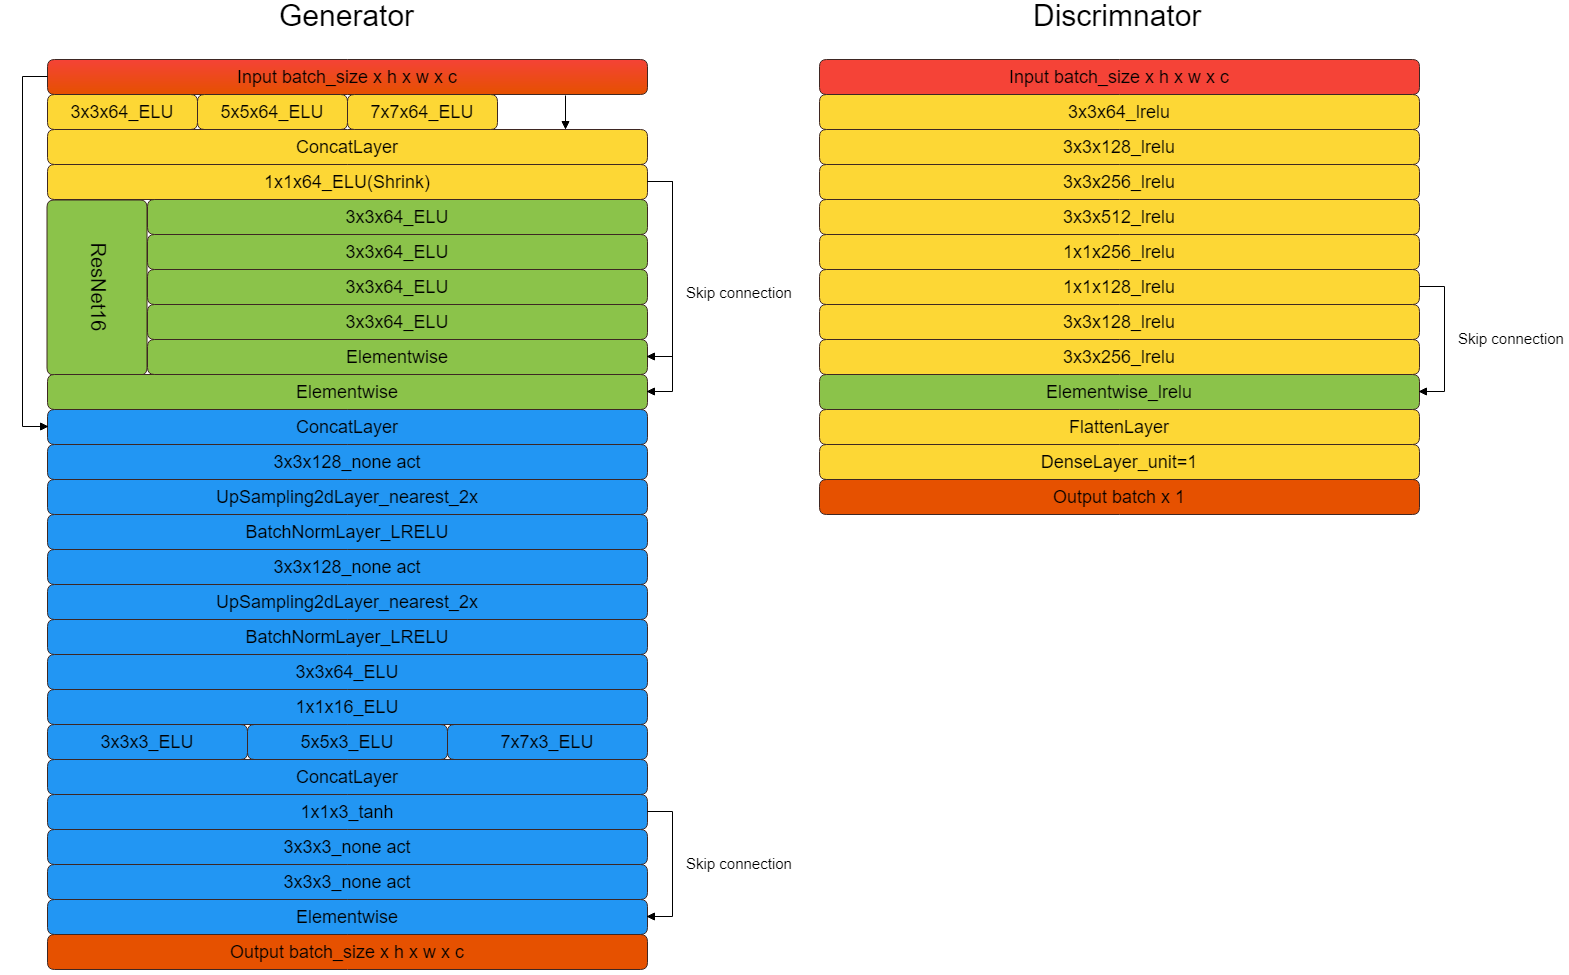 Generator
Input batch_size x h x w x c
3x3x64_ELU
5x5x64_ELU
7x7x64_ELU
ConcatLayer
1x1x64_ELU(Shrink)
ResNet16
3x3x64_ELU
3x3x64_ELU
3x3x64_ELU
3x3x64_ELU
Elementwise
Skip connection
Elementwise
ConcatLayer
3x3x128_none act
UpSampling2dLayer_nearest_2x
BatchNormLayer_LRELU
3x3x128_none act
UpSampling2dLayer_nearest_2x
BatchNormLayer_LRELU
3x3x64_ELU
1x1x16_ELU
3x3x3_ELU
5x5x3_ELU
7x7x3_ELU
ConcatLayer
1x1x3_tanh
3x3x3_none act
3x3x3_none act
Skip connection
Elementwise
Output batch_size x h x w x c
Discrimnator
Input batch_size x h x w x c
3x3x64_lrelu
3x3x128_lrelu
3x3x256_lrelu
3x3x512_lrelu
1x1x256_lrelu
1x1x128_lrelu
3x3x128_lrelu
3x3x256_lrelu
Skip connection
Elementwise_lrelu
FlattenLayer
DenseLayer_unit=1
Output batch x 1